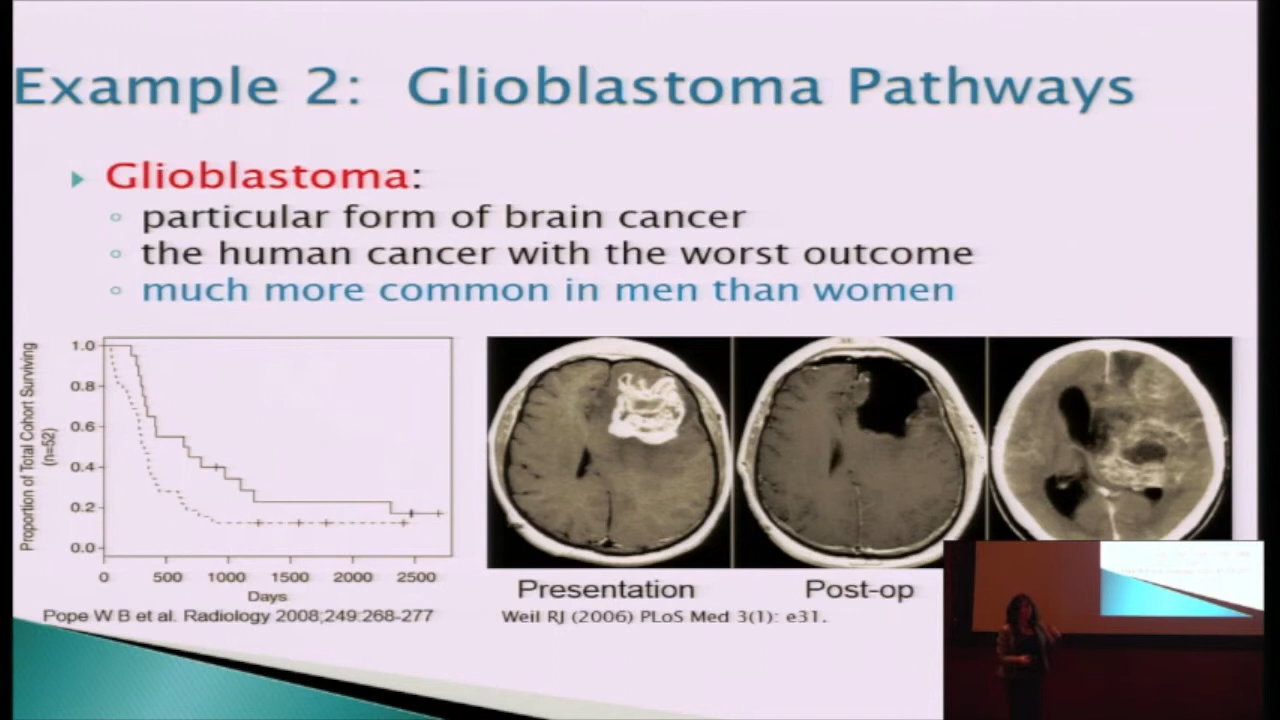 Example 2: Glioblastoma Pathways
Glioblastoma:
particular form of brain cancer
the human cancer with the worst outcome
much more common in men than women
Proportion of Total Cohort Surviving
(n=52)
1.0
0.8
0.6
0.4
0.2
0.0
0 500 1000 1500 2000 2500
Days
Pope W B et al. Radiology 2008;249:268-277
Presentation Post-op
Weil RJ (2006) PLoS Med 3(1): e31.